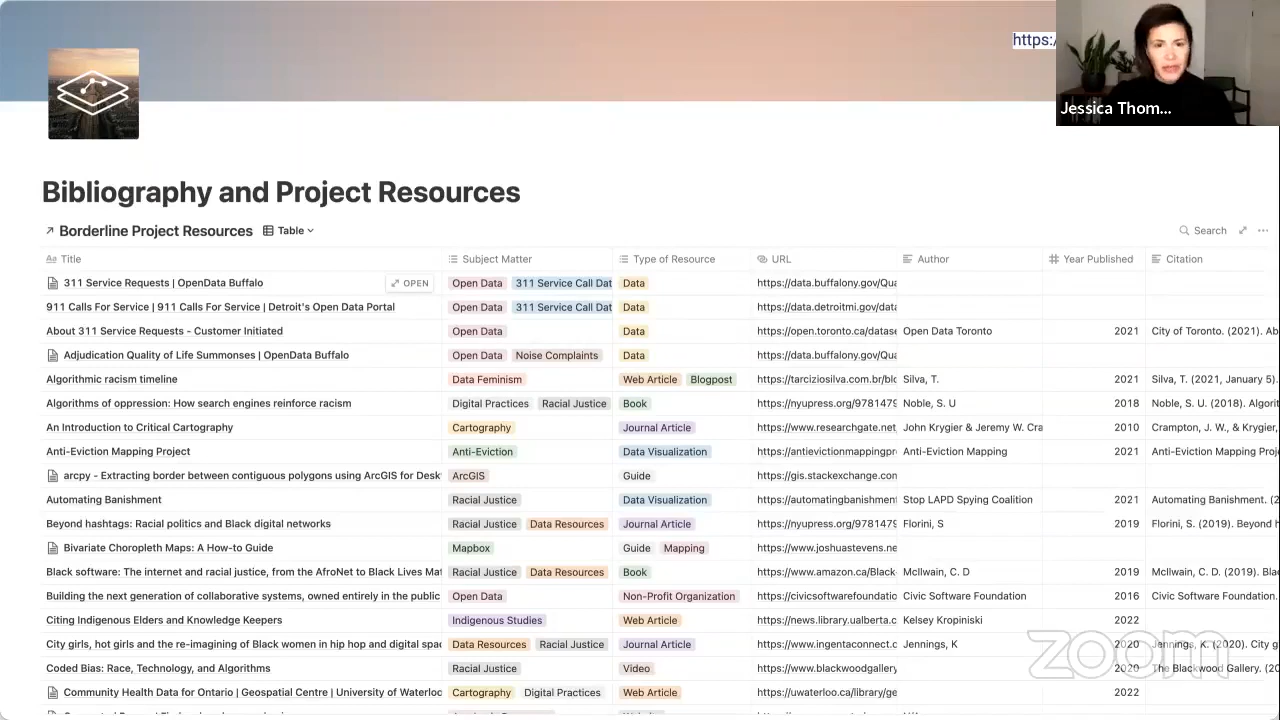 https:/
Jessica Thom...
Bibliography and Project Resources
Borderline Project Resources Table
Search ...
Aa Title Subject Matter Type of Resource URL Author # Year Published Citation
311 Service Requests | OpenData Buffalo OPEN Open Data 311 Service Call Dat Data https://data.buffalony.gov/Qua
911 Calls For Service | 911 Calls For Service | Detroit's Open Data Portal Open Data 311 Service Call Dat Data https://data.detroitmi.gov/data
About 311 Service Requests - Customer Initiated Open Data Data https://open.toronto.ca/datase Open Data Toronto 2021 City of Toronto. (2021). Ab
Adjudication Quality of Life Summonses | OpenData Buffalo Open Data Noise Complaints Data https://data.buffalony.gov/Qua
Algorithmic racism timeline Data Feminism Web Article Blogpost https://tarciziosilva.com.br/blo Silva, T. 2021 Silva, T. (2021, January 5).
Algorithms of oppression: How search engines reinforce racism Digital Practices Racial Justice Book https://nyupress.org/9781479 Noble, S. U 2018 Noble, S. U. (2018). Algorit
An Introduction to Critical Cartography Cartography Journal Article https://www.researchgate.net, John Krygier & Jeremy W. Cra 2010 Crampton, J. W., & Krygier,
Anti-Eviction Mapping Project Anti-Eviction Data Visualization https://antievictionmappingpr Anti-Eviction Mapping 2021 Anti-Eviction Mapping Proj
arcpy - Extracting border between contiguous polygons using ArcGIS for Desk ArcGIS Guide https://gis.stackexchange.con
Automating Banishment Racial Justice Data Visualization https://automatingbanishment Stop LAPD Spying Coalition 2021 Automating Banishment. (2
Beyond hashtags: Racial politics and Black digital networks Racial Justice Data Resources Journal Article https://nyupress.org/9781479 Florini, S 2019 Florini, S. (2019). Beyond h
Bivariate Choropleth Maps: A How-to Guide Mapbox Guide Mapping https://www.joshuastevens.ne
Black software: The internet and racial justice, from the AfroNet to Black Lives Mat Racial Justice Data Resources Book https://www.amazon.ca/Black- McIlwain, C. D 2019 McIlwain, C. D. (2019). Bla
Building the next generation of collaborative systems, owned entirely in the public Open Data Non-Profit Organization https://civicsoftwarefoundatio Civic Software Foundation 2016 Civic Software Foundation.
Citing Indigenous Elders and Knowledge Keepers Indigenous Studies Web Article https://news.library.ualberta.c Kelsey Kropiniski 2022
City girls, hot girls and the re-imagining of Black women in hip hop and digital spac Data Resources Racial Justice Journal Article https://www.ingentaconnect.c Jennings, K 2020 Jennings, K. (2020). City g
Coded Bias: Race, Technology, and Algorithms Racial Justice Video https://www.blackwoodgallery 2020 The Blackwood Gallery. (20
Community Health Data for Ontario | Geospatial Centre | University of Waterloo Cartography Digital Practices Web Article https://uwaterloo.ca/library/ge 2022
zoom